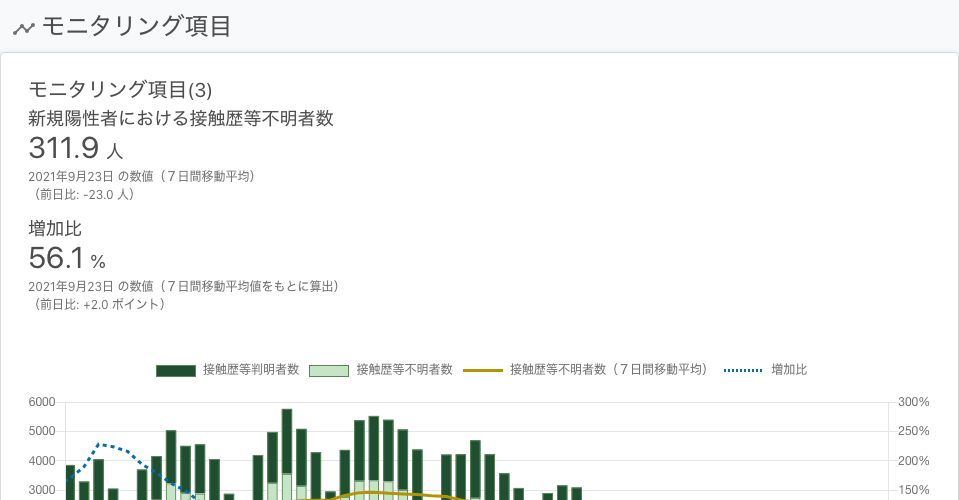 モニタリング項目
モニタリング項目(3)
新規陽性者における接触歴等不明者数
311.9 人
2021年9月23日 の数値（７日間移動平均）
（前日比: -23.0 人）
増加比
56.1 %
2021年9月23日 の数値（７日間移動平均値をもとに算出）
（前日比: +2.0 ポイント）
接触歴等判明者数 接触歴等不明者数 接触歴等不明者数（７日間移動平均） 増加比
6000 300%
5000 250%
4000 200%
3000 150%